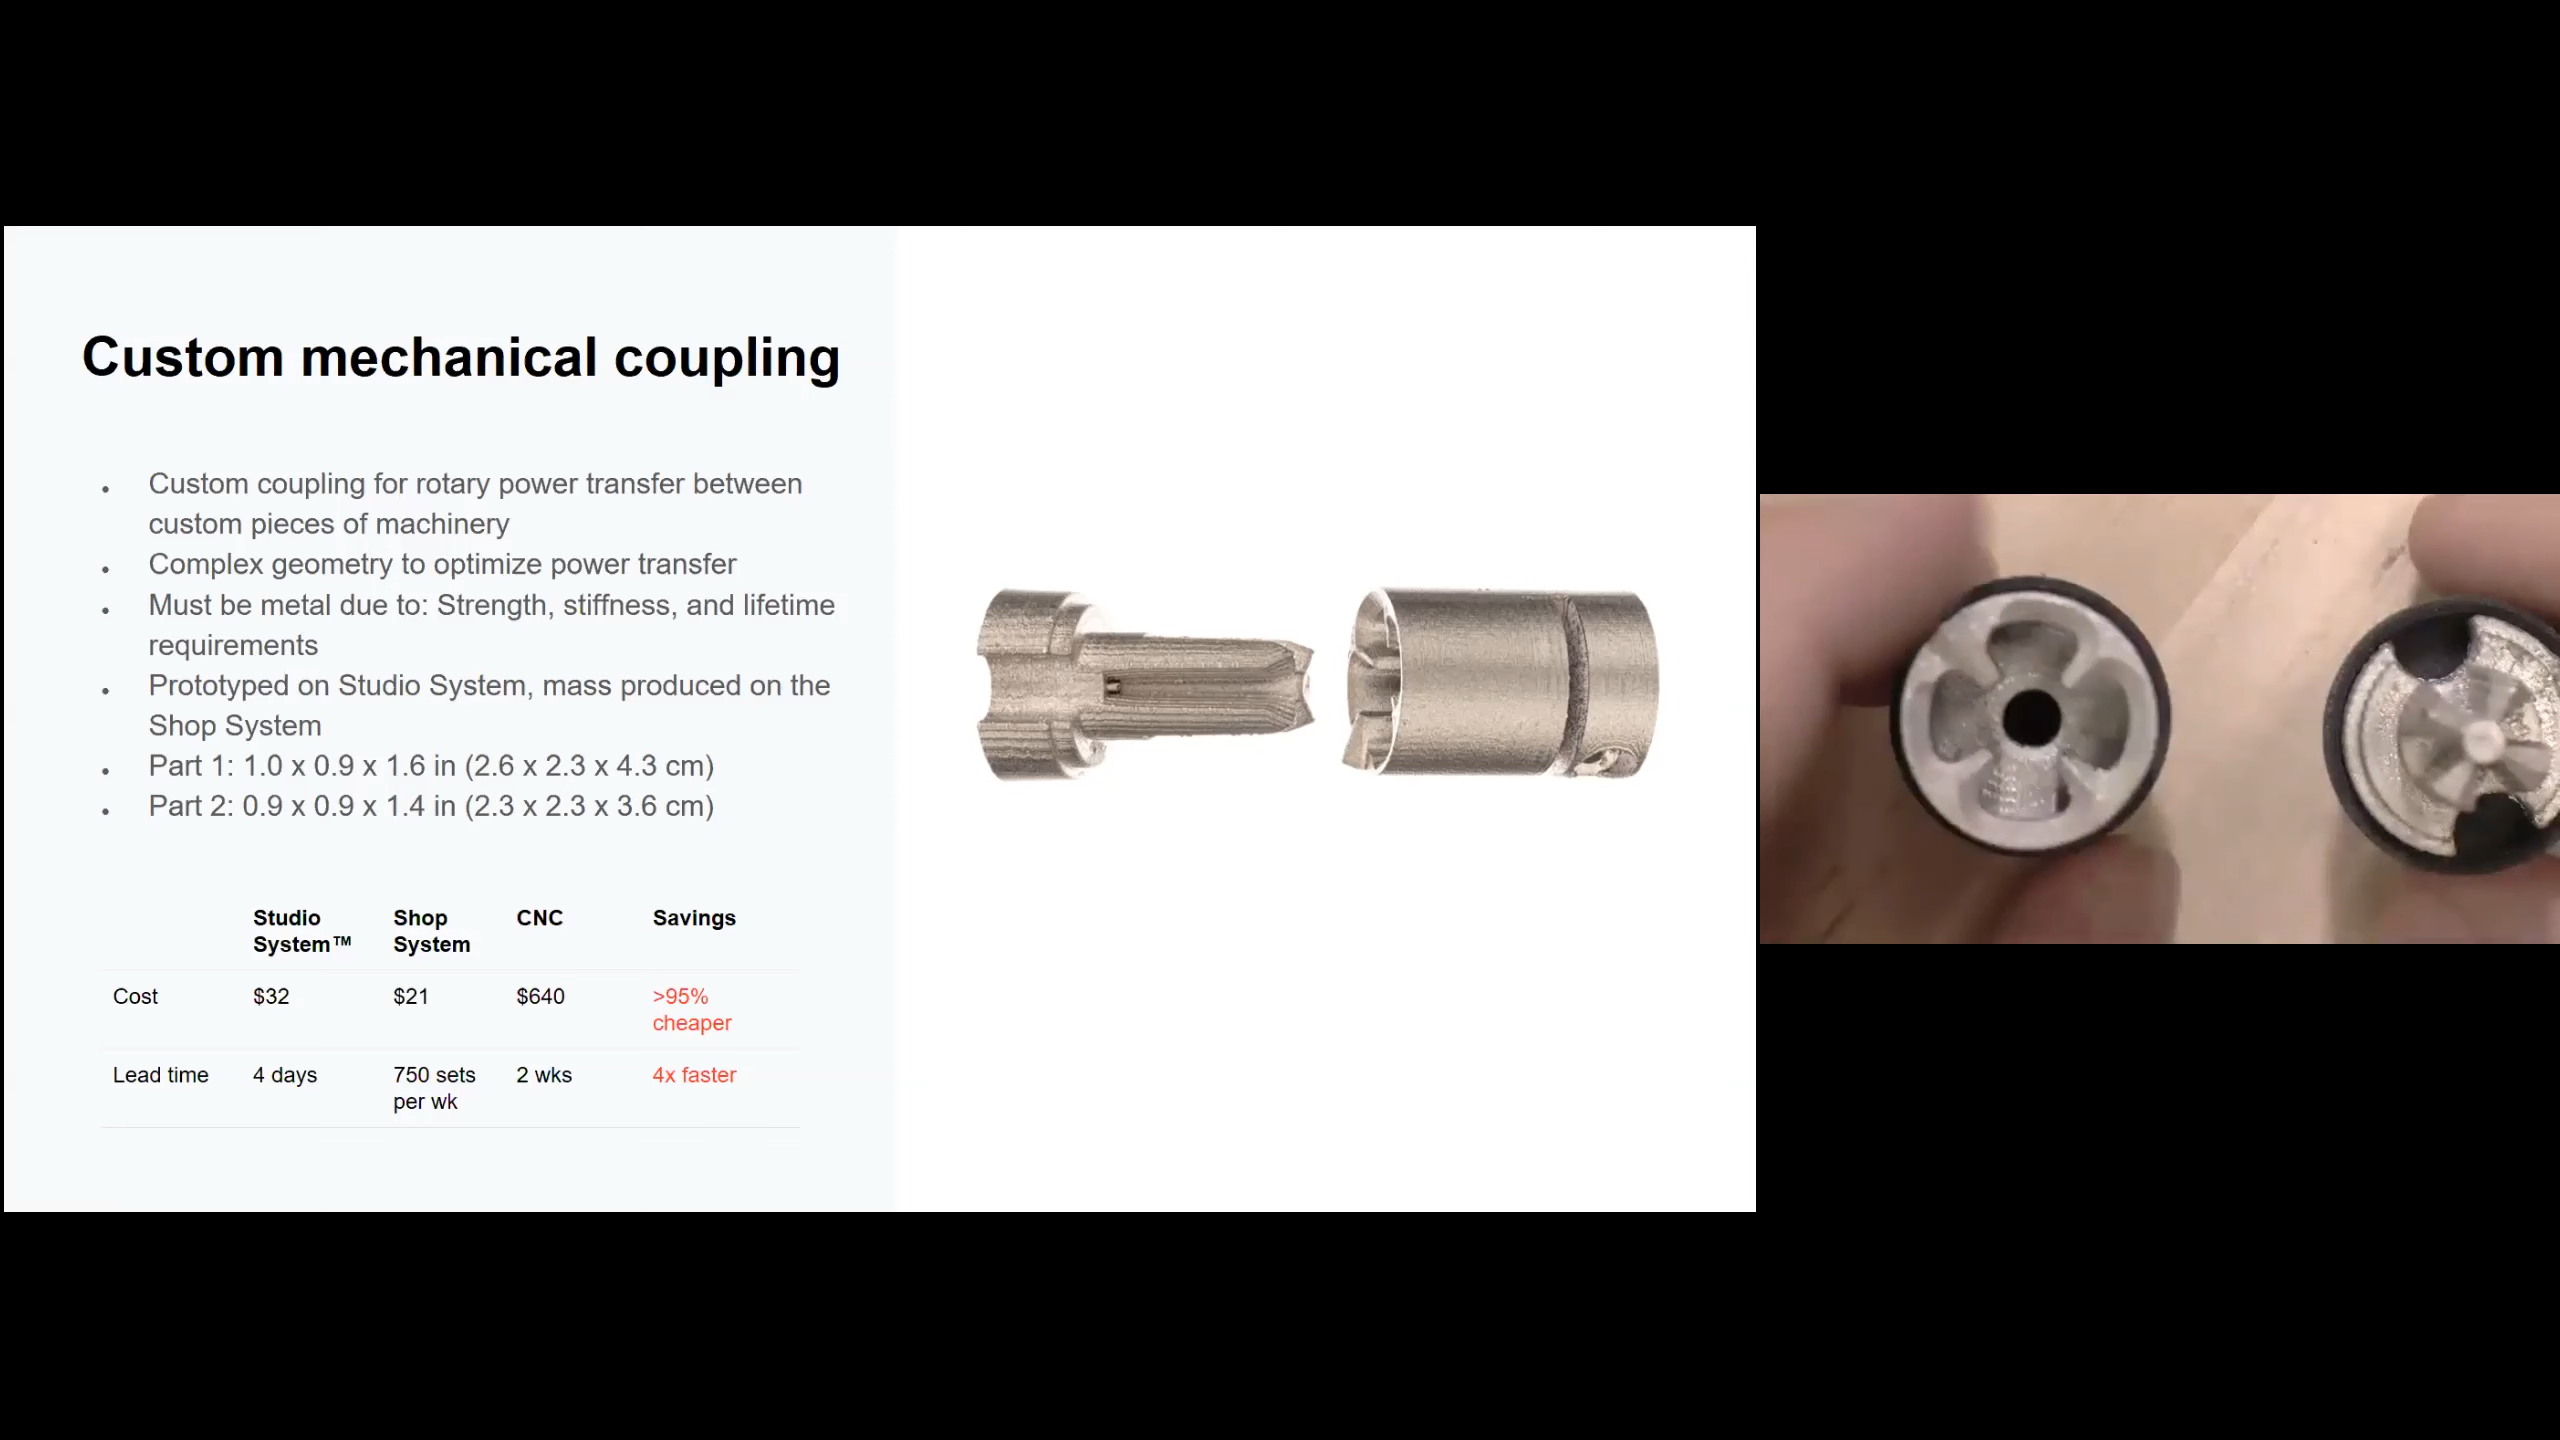 Custom mechanical coupling
Custom coupling for rotary power transfer between
custom pieces of machinery
Complex geometry to optimize power transfer
Must be metal due to: Strength, stiffness, and lifetime
requirements
Prototyped on Studio System, mass produced on the
Shop System
Part 1: 1.0 x 0.9 x 1.6 in (2.6 x 2.3 x 4.3 cm)
Part 2: 0.9 x 0.9 x 1.4 in (2.3 x 2.3 x 3.6 cm)
Studio Shop CNC Savings
System™ System
Cost $32 $21 $640 >95%
cheaper
Lead time 4 days 750 sets 2 wks 4x faster
per wk